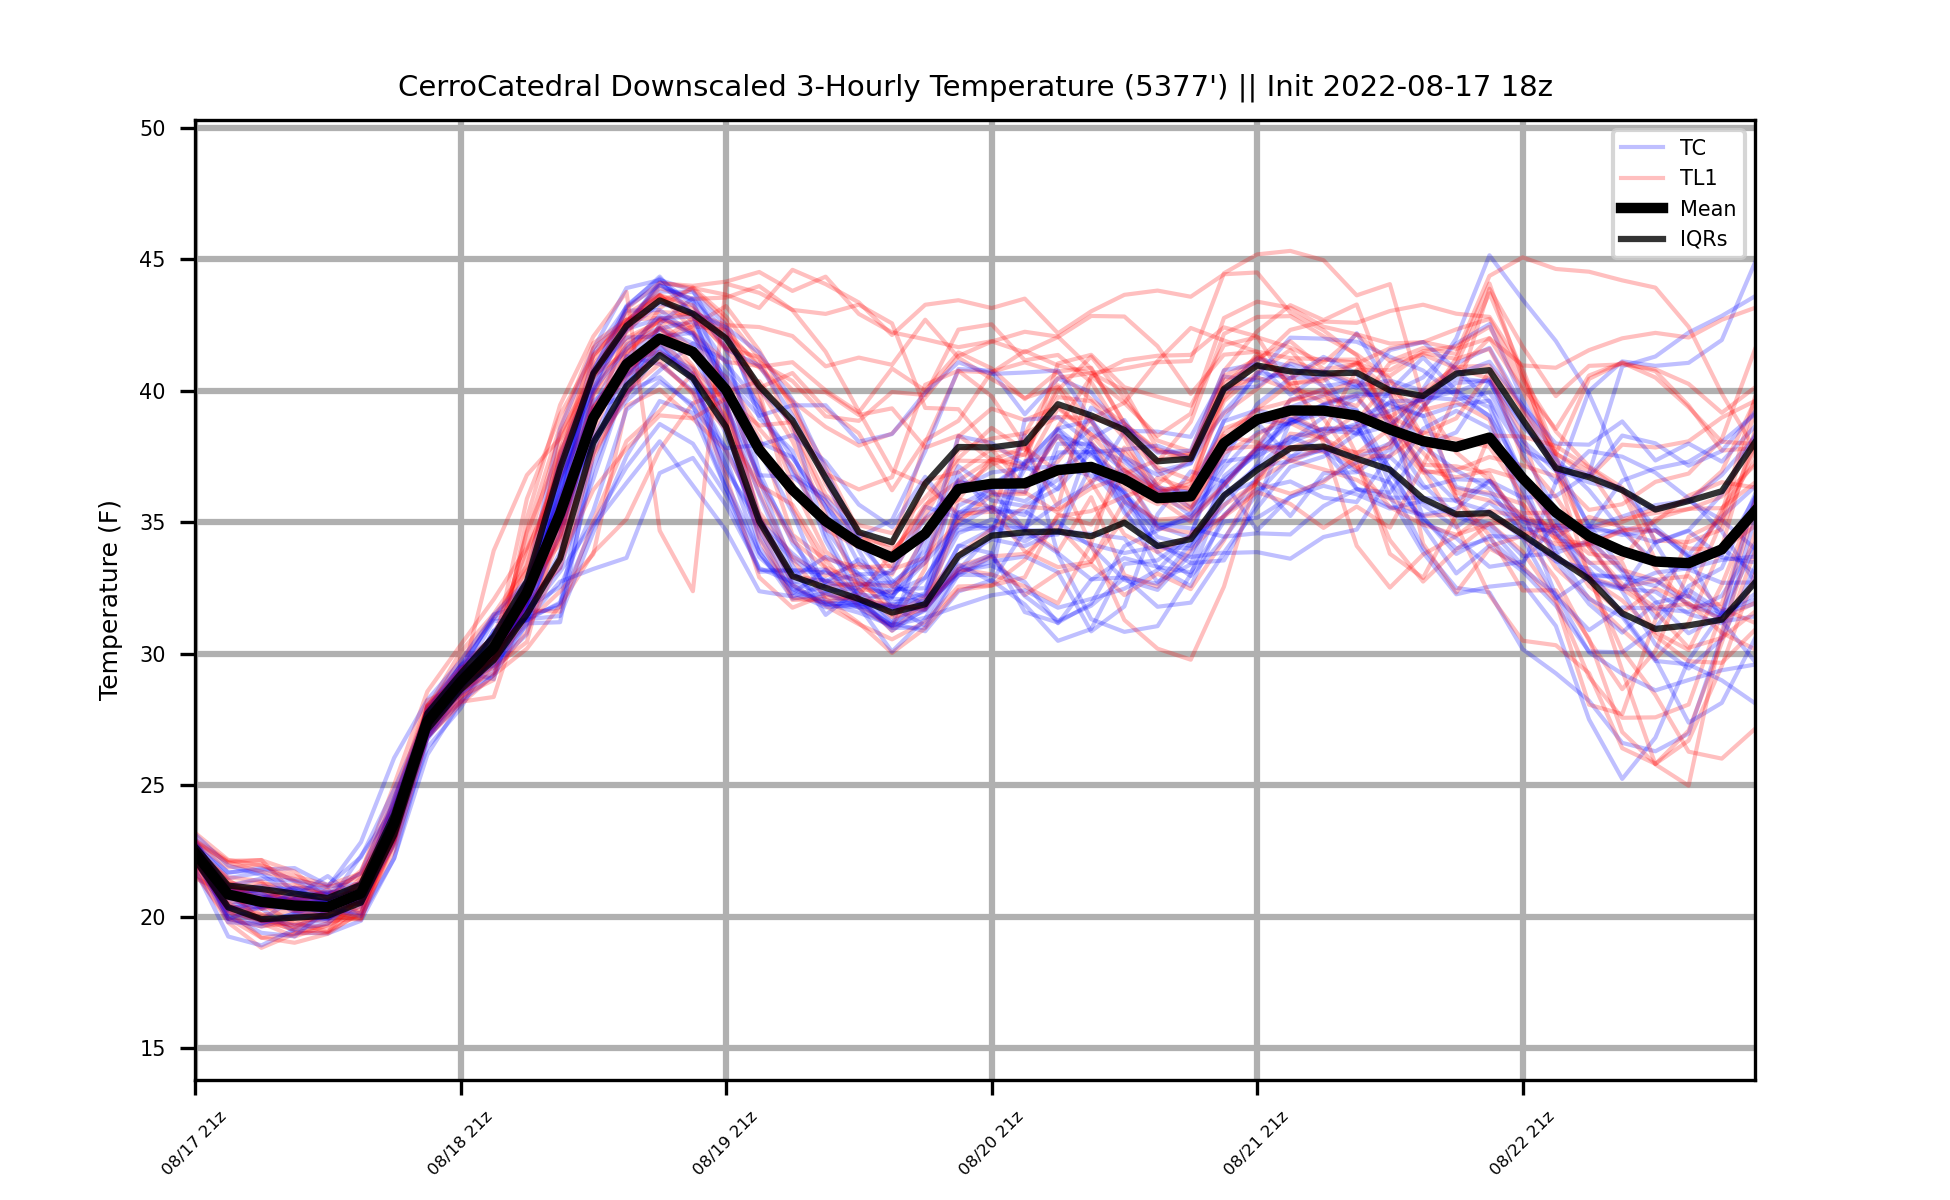 CerroCatedral Downscaled 3-Hourly Temperature (5377') || Init 2022-08-17 18z
50
45
40
35
30
25
20
15
Temperature (F)
TC
TL1
Mean
IQRs
08/17 21z
08/18 21z
08/19 21z
08/20 21z
08/21 21z
08/22 21z